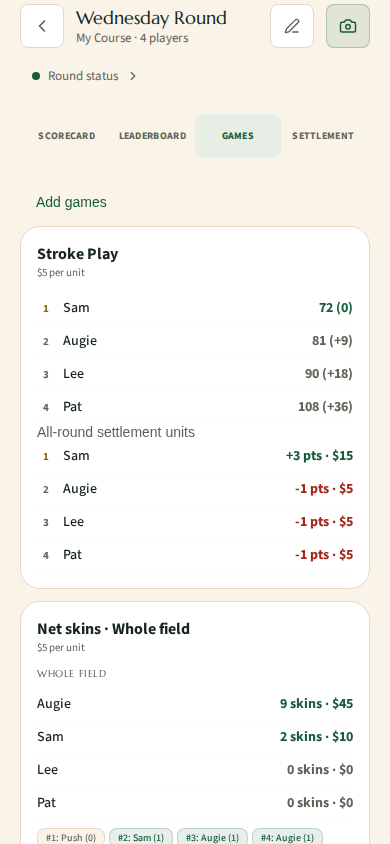 Wednesday Round
My Course · 4 players
Round status
SCORECARD LEADERBOARD GAMES SETTLEMENT
Add games
Stroke Play
$5 per unit
1 Sam 72 (0)
2 Augie 81 (+9)
3 Lee 90 (+18)
4 Pat 108 (+36)
All-round settlement units
1 Sam +3 pts · $15
2 Augie -1 pts · $5
3 Lee -1 pts · $5
4 Pat -1 pts · $5
Net skins · Whole field
$5 per unit
WHOLE FIELD
Augie 9 skins · $45
Sam 2 skins · $10
Lee 0 skins · $0
Pat 0 skins · $0
#1: Push (0) #2: Sam (1) #3: Augie (1) #4: Augie (1)